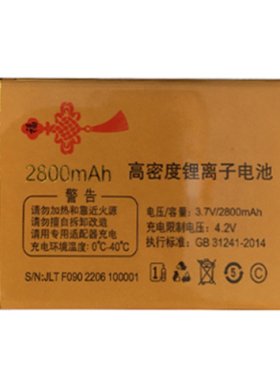 福
2800mAh 高密度锂离子电池
警告
请勿加热和靠近火源
请勿擅自拆卸改造
请用专用适配器充电
充电环境温度: 0℃-40℃
电压/容量: 3.7V/2800mAh
充电限制电压: 4.2V
执行标准: GB 31241-2014
S/N:JLT F090 2206 100001